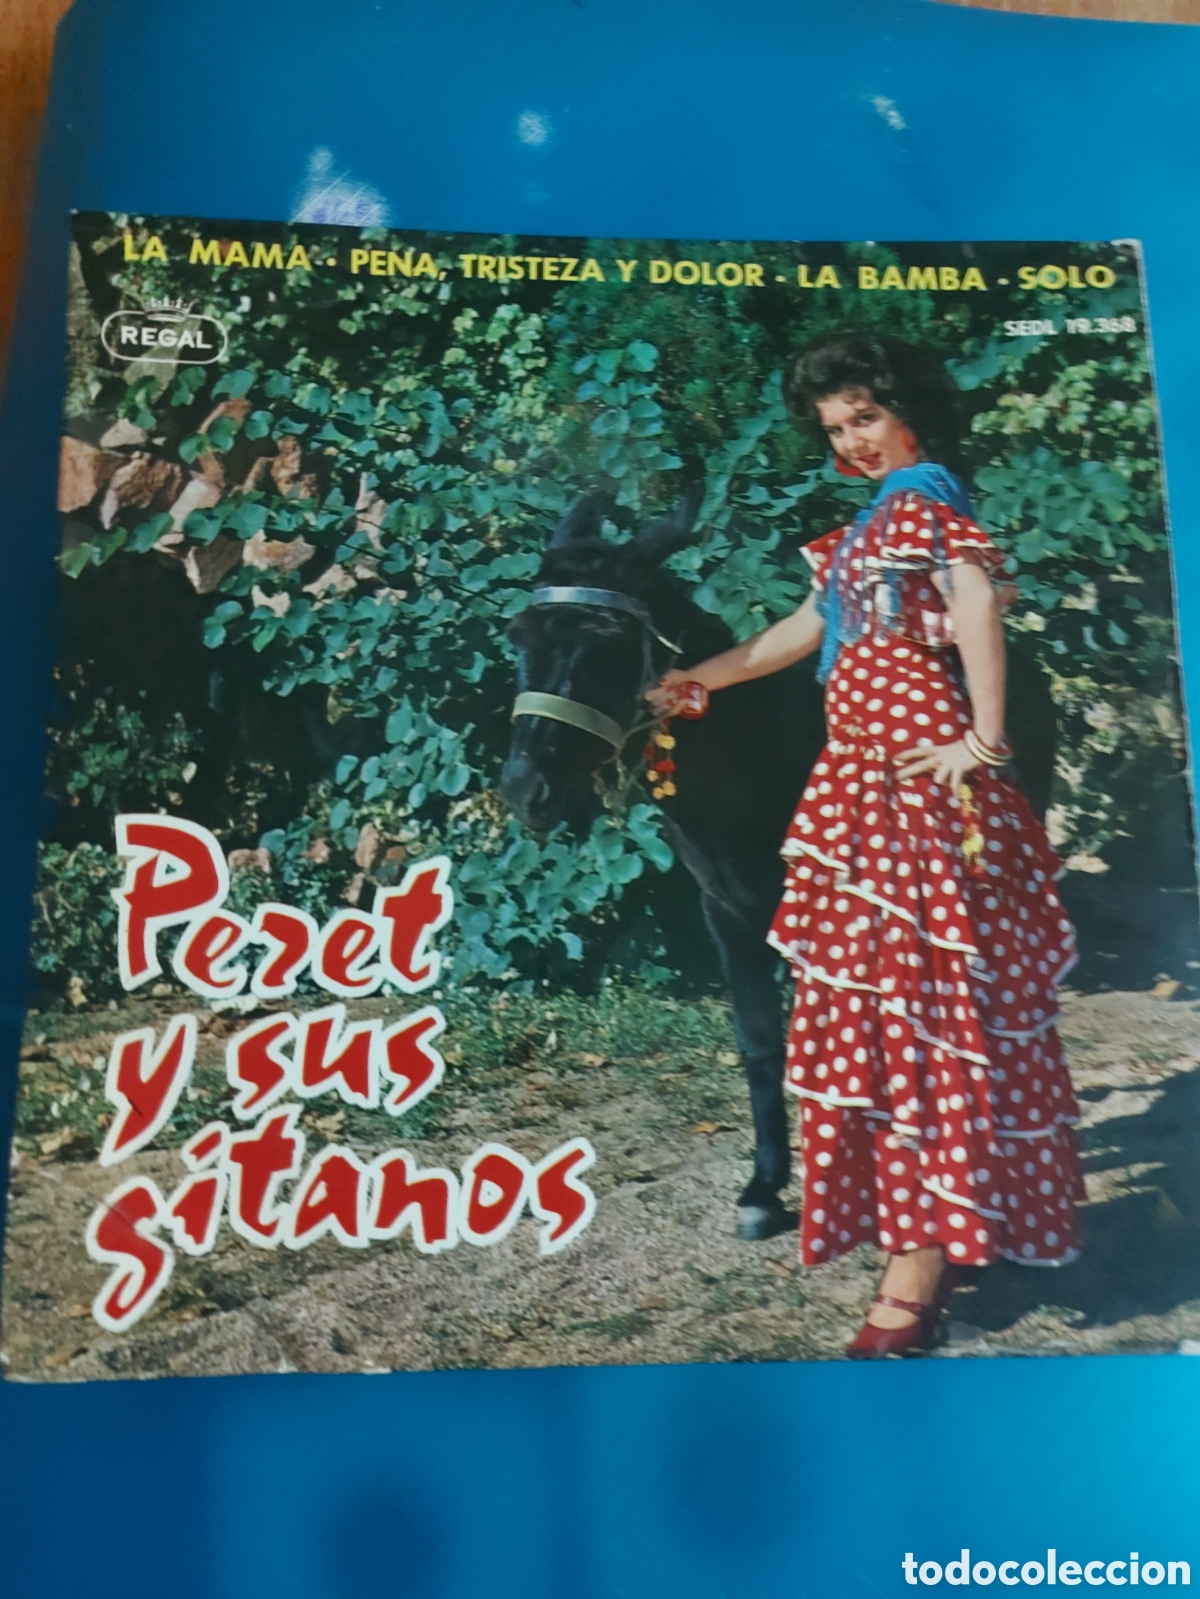 LA MAMA · PENA, TRISTEZA Y DOLOR · LA BAMBA · SOLO
REGAL
SEDL 19.368
Peret
y sus
gitanos
todocoleccion